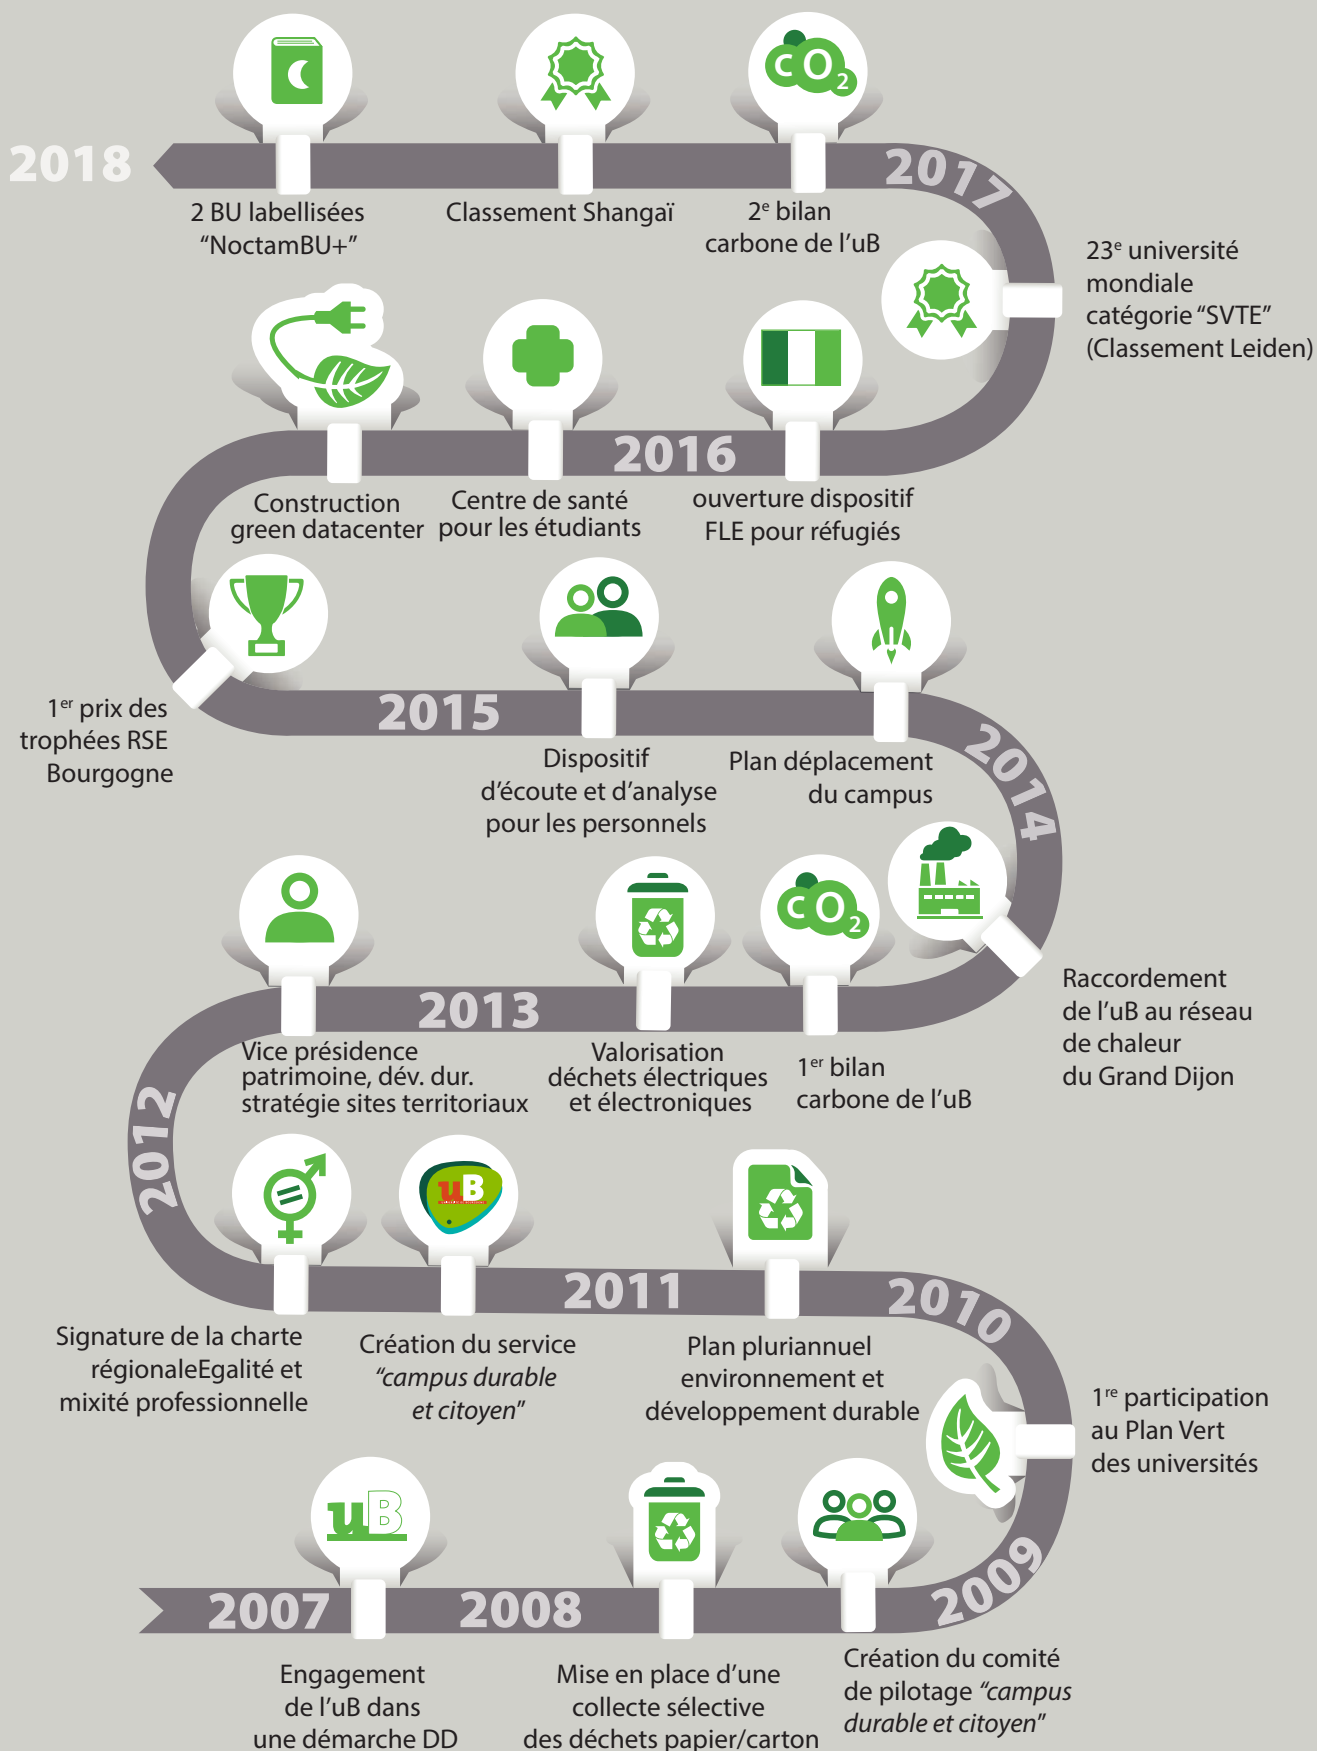 CO2
2018
2017
2 BU labellisées
“NoctamBU+”
Classement Shangaï
2e bilan
carbone de l’uB
23e université
mondiale
catégorie “SVTE”
(Classement Leiden)
2016
Construction
green datacenter
Centre de santé
pour les étudiants
ouverture dispositif
FLE pour réfugiés
1er prix des
trophées RSE
Bourgogne
2015
Dispositif
d'écoute et d'analyse
pour les personnels
Plan déplacement
du campus
2014
CO2
Raccordement
de l’uB au réseau
de chaleur
du Grand Dijon
2013
Vice présidence
patrimoine, dév. dur.
stratégie sites territoriaux
Valorisation
déchets électriques
et électroniques
1er bilan
carbone de l’uB
2012
uB
2011
2010
Signature de la charte
régionaleEgalité et
mixité professionnelle
Création du service
“campus durable
et citoyen”
Plan pluriannuel
environnement et
développement durable
1re participation
au Plan Vert
des universités
uB
2007
2008
2009
Engagement
de l’uB dans
une démarche DD
Mise en place d’une
collecte sélective
des déchets papier/carton
Création du comité
de pilotage “campus
durable et citoyen”